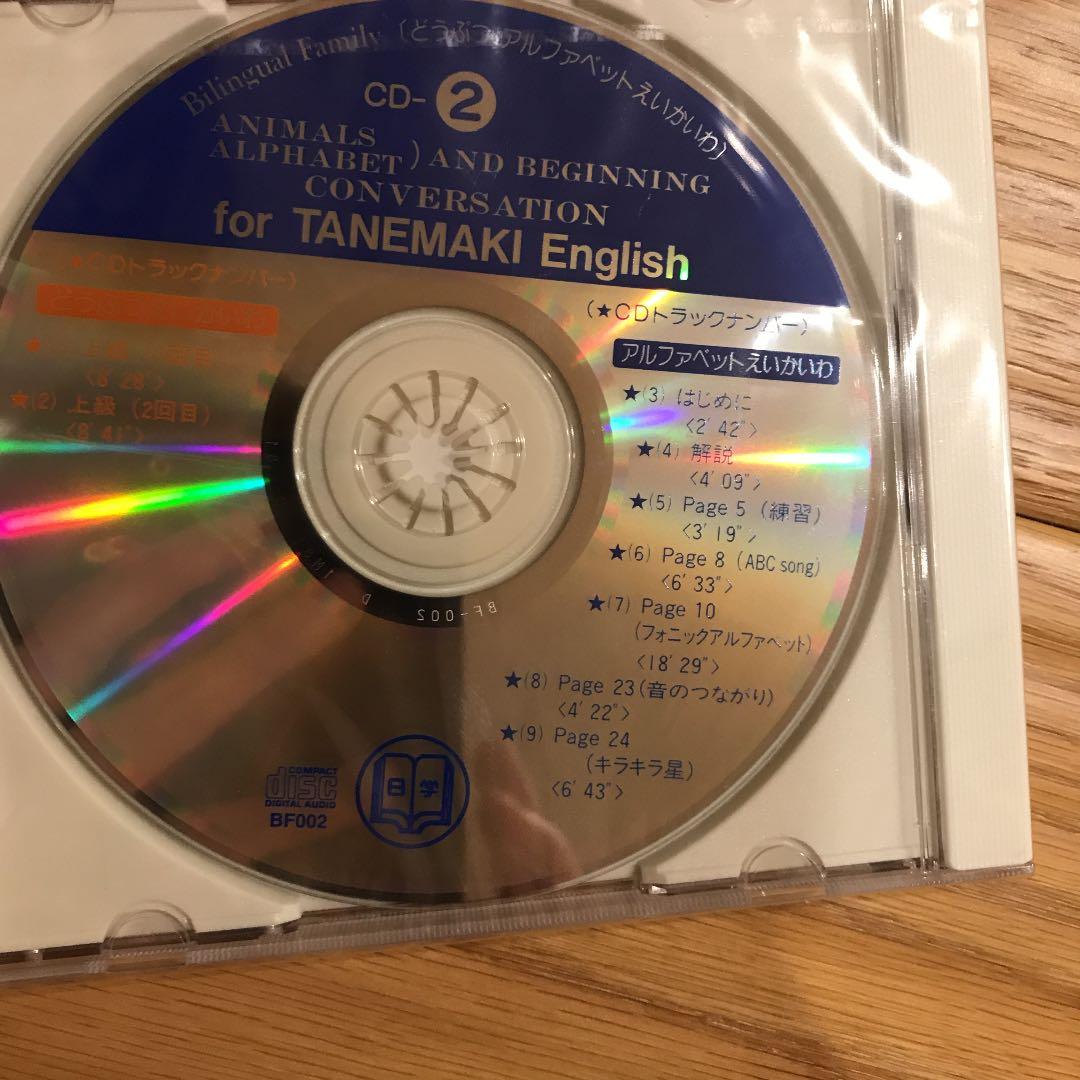 Bilingual Family (どうぶつ アルファベットえいかいわ)
CD-2
ANIMALS
ALPHABET ) AND BEGINNING
CONVERSATION
for TANEMAKI English
★CDトラックナンバー)
<8' 28">
★(2) 上級 (2回目)
<8' 41">
(★CDトラックナンバー)
アルファベットえいかいわ
★(3) はじめに
<2' 42">
★(4) 解説
<4' 09">
★(5) Page 5 (練習)
<3' 19">
★(6) Page 8 (ABC song)
<6' 33">
★(7) Page 10
(フォニックアルファベット)
<18' 29">
★(8) Page 23 (音のつながり)
<4' 22">
★(9) Page 24
(キラキラ星)
<6' 43">
COMPACT
disc
DIGITAL AUDIO
BF002
日学
BF-002